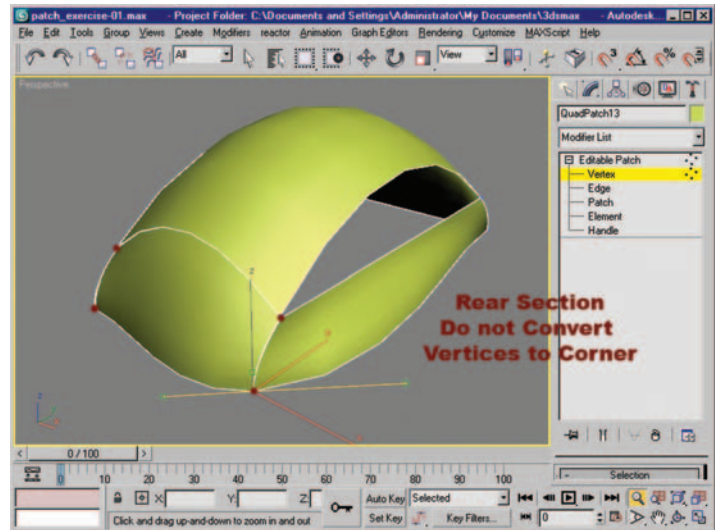 patch_exercise-01.max - Project Folder: C:\Documents and Settings\Administrator\My Documents\3dsmax - Autodesk...
File Edit Tools Group Views Create Modifiers reactor Animation Graph Editors Rendering Customize MAXScript Help
All
View
3
%
Perspective
QuadPatch13
Modifier List
Editable Patch
Vertex
Edge
Patch
Element
Handle
z
Rear Section
Do not Convert
Vertices to Corner
z
0 / 100
0 10 20 30 40 50 60 70 80 90 100
Selection
X: Y: Z:
Auto Key Selected
Click and drag up-and-down to zoom in and out
Set Key Key Filters...
0